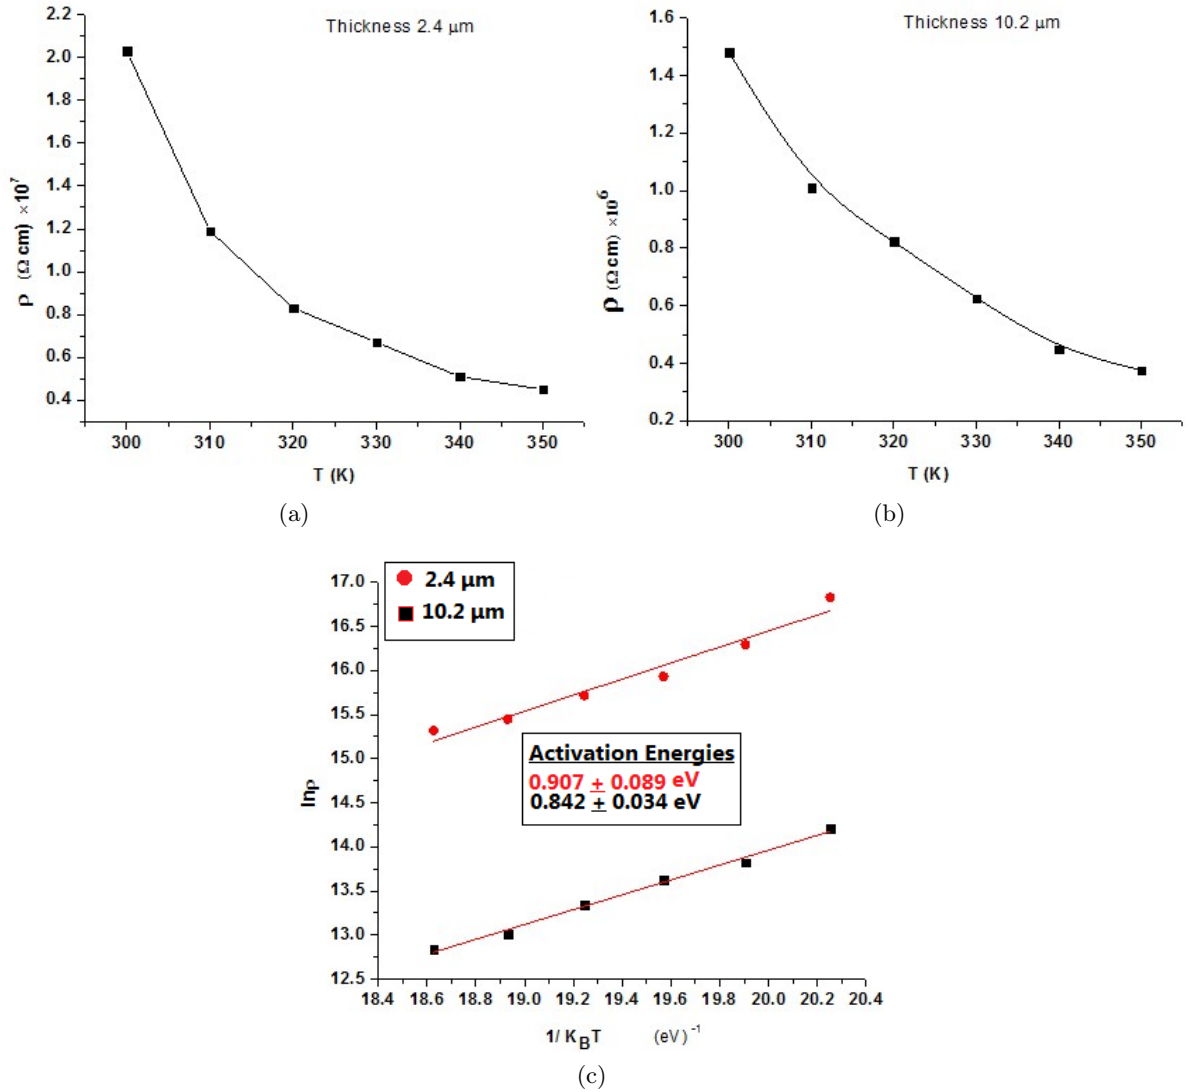 Thickness 2.4 μm
2.2
2.0
1.8
1.6
1.4
1.2
1.0
0.8
0.6
0.4
ρ (Ω cm) ×10⁷
300 310 320 330 340 350
T (K)
(a)
Thickness 10.2 μm
1.6
1.4
1.2
1.0
0.8
0.6
0.4
0.2
ρ (Ω cm) ×10⁶
300 310 320 330 340 350
T (K)
(b)
2.4 μm
10.2 μm
17.0
16.5
16.0
15.5
15.0
14.5
14.0
13.5
13.0
12.5
lnρ
Activation Energies
0.907 ± 0.089 eV
0.842 ± 0.034 eV
18.4 18.6 18.8 19.0 19.2 19.4 19.6 19.8 20.0 20.2 20.4
1/ K_BT (eV)⁻¹
(c)